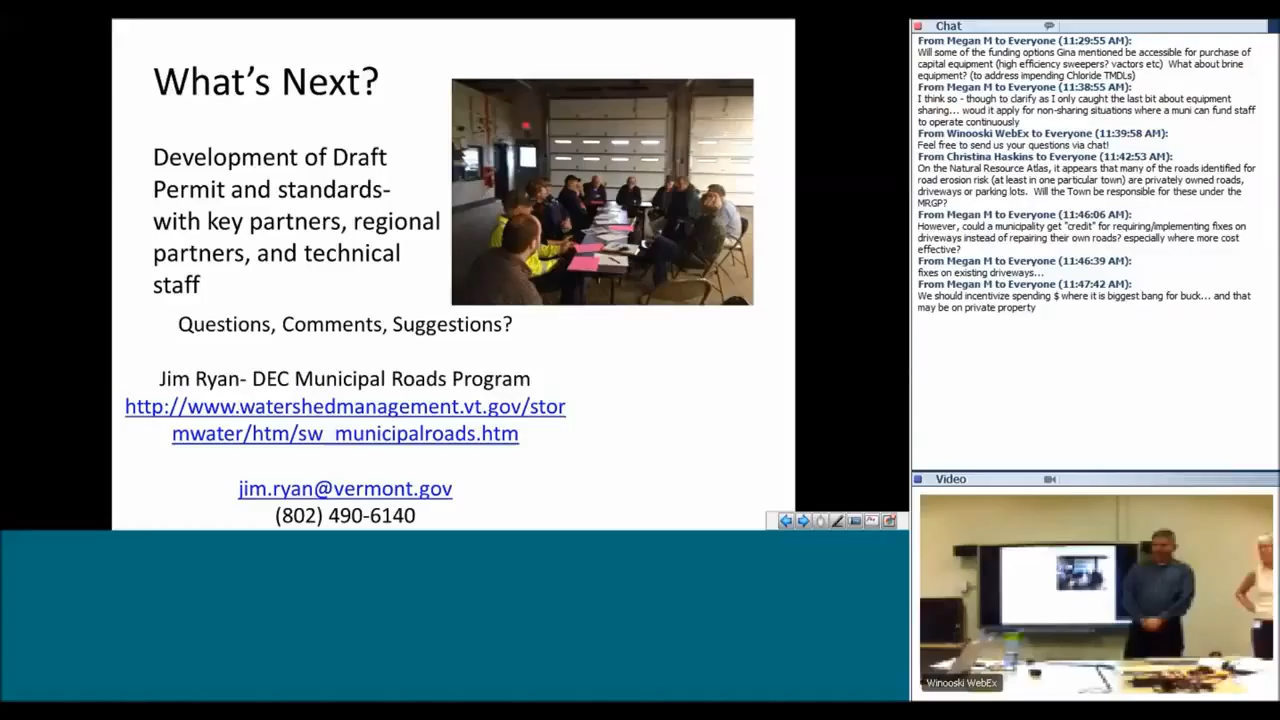 What's Next?
Development of Draft
Permit and standards-
with key partners, regional
partners, and technical
staff
Questions, Comments, Suggestions?
Jim Ryan- DEC Municipal Roads Program
http://www.watershedmanagement.vt.gov/stor
mwater/htm/sw_municipalroads.htm
jim.ryan@vermont.gov
(802) 490-6140
Chat
From Megan M to Everyone (11:29:55 AM):
Will some of the funding options Gina mentioned be accessible for purchase of
capital equipment (high efficiency sweepers? vactors etc) What about brine
equipment? (to address impending Chloride TMDLs)
From Megan M to Everyone (11:38:55 AM):
I think so - though to clarify as I only caught the last bit about equipment
sharing... woud it apply for non-sharing situations where a muni can fund staff
to operate continuously
From Winooski WebEx to Everyone (11:39:58 AM):
Feel free to send us your questions via chat!
From Christina Haskins to Everyone (11:42:53 AM):
On the Natural Resource Atlas, it appears that many of the roads identified for
road erosion risk (at least in one particular town) are privately owned roads,
driveways or parking lots. Will the Town be responsible for these under the
MRGP?
From Megan M to Everyone (11:46:06 AM):
However, could a municipality get "credit" for requiring/implementing fixes on
driveways instead of repairing their own roads? especially where more cost
effective?
From Megan M to Everyone (11:46:39 AM):
fixes on existing driveways...
From Megan M to Everyone (11:47:42 AM):
We should incentivize spending $ where it is biggest bang for buck... and that
may be on private property
Video
Winooski WebEx